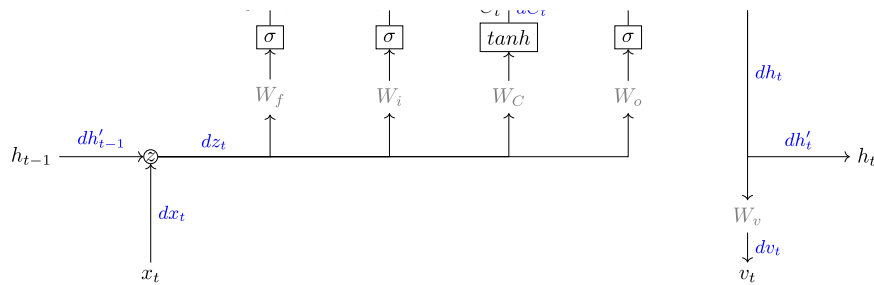 σ σ tanh σ
dh_t
W_f W_i W_C W_o
h_{t-1} dh'_{t-1} z dz_t dh'_t h_t
dx_t
W_v
dv_t
x_t v_t